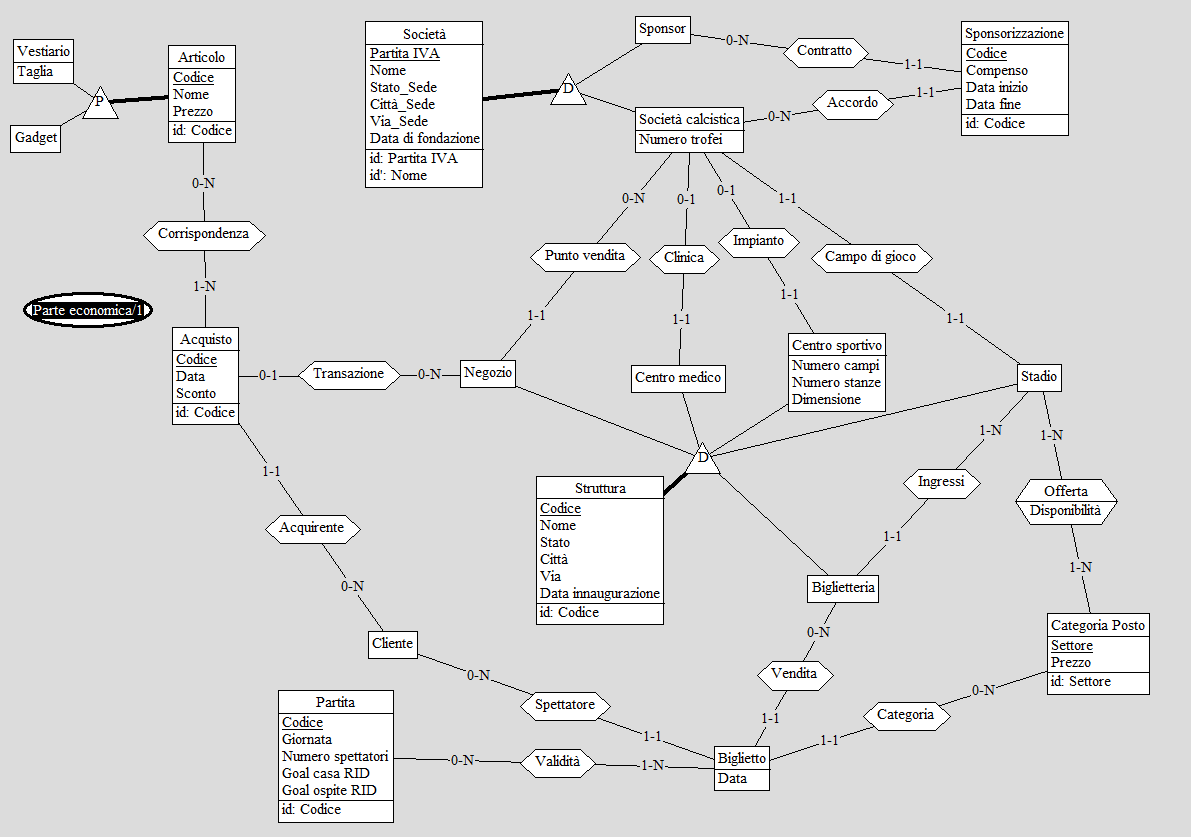 Vestiario
Taglia
P
Gadget
Articolo
Codice
Nome
Prezzo
id: Codice
0-N
Corrispondenza
1-N
Parte economica/1
Società
Partita IVA
Nome
Stato_Sede
Città_Sede
Via_Sede
Data di fondazione
id: Partita IVA
id': Nome
D
Sponsor
0-N
Contratto
1-1
Sponsorizzazione
Codice
Compenso
Data inizio
Data fine
id: Codice
Società calcistica
Numero trofei
0-N
Accordo
1-1
0-N
0-1
0-1
1-1
Punto vendita
Clinica
Impianto
Campo di gioco
1-1
1-1
1-1
1-1
Acquisto
Codice
Data
Sconto
id: Codice
0-1
Transazione
0-N
Negozio
Centro medico
Centro sportivo
Numero campi
Numero stanze
Dimensione
Stadio
D
1-1
Acquirente
0-N
Cliente
Struttura
Codice
Nome
Stato
Città
Via
Data innaugurazione
id: Codice
1-N
Ingressi
1-1
1-N
Offerta
Disponibilità
1-N
Biglietteria
0-N
Vendita
1-1
Categoria Posto
Settore
Prezzo
id: Settore
0-N
Categoria
1-1
0-N
Spettatore
1-1
Partita
Codice
Giornata
Numero spettatori
Goal casa RID
Goal ospite RID
id: Codice
0-N
Validità
1-N
Biglietto
Data